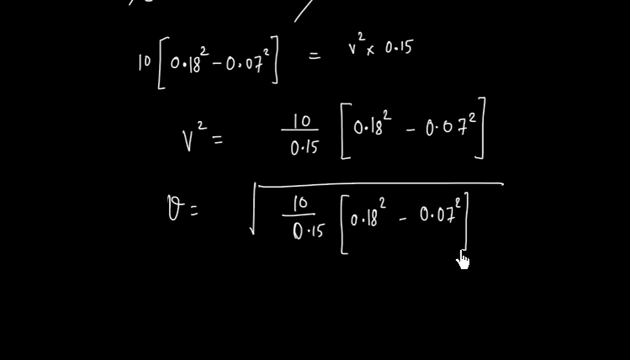 10[0.18² − 0.07²] = v² × 0.15
v² = 10/0.15 [0.18² − 0.07²]
v = √(10/0.15 [0.18² − 0.07²])